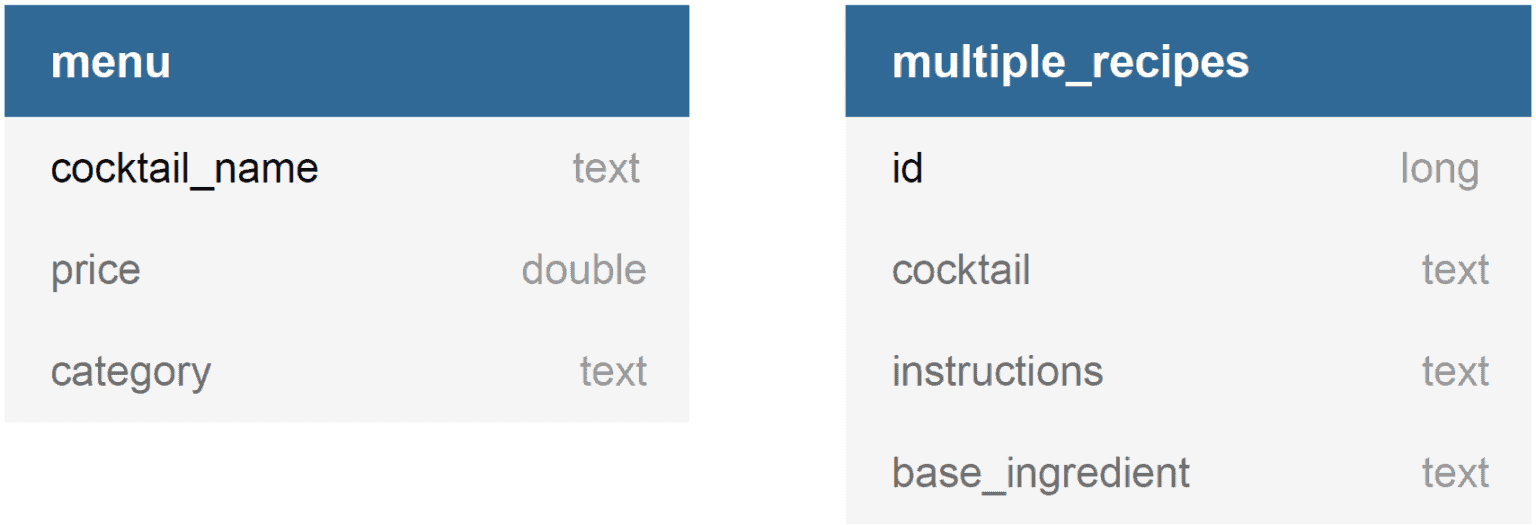 menu
cocktail_name text
price double
category text
multiple_recipes
id long
cocktail text
instructions text
base_ingredient text